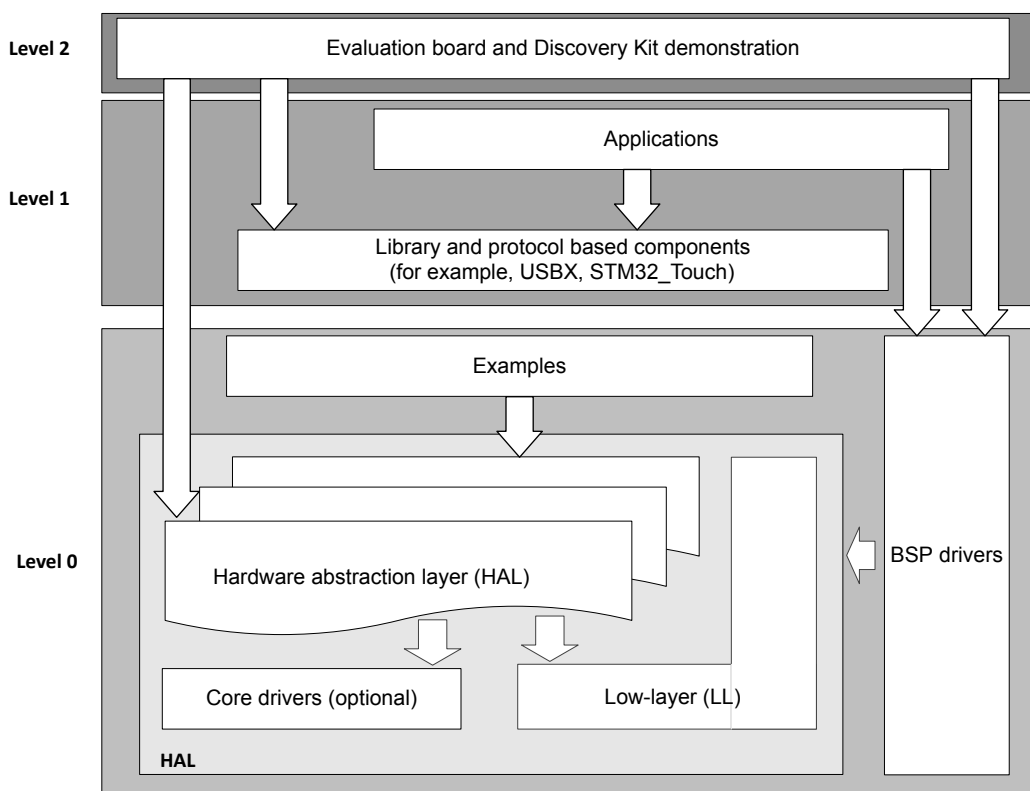 Level 2
Evaluation board and Discovery Kit demonstration
Applications
Level 1
Library and protocol based components
(for example, USBX, STM32_Touch)
Examples
Level 0
BSP drivers
Hardware abstraction layer (HAL)
Core drivers (optional)
Low-layer (LL)
HAL